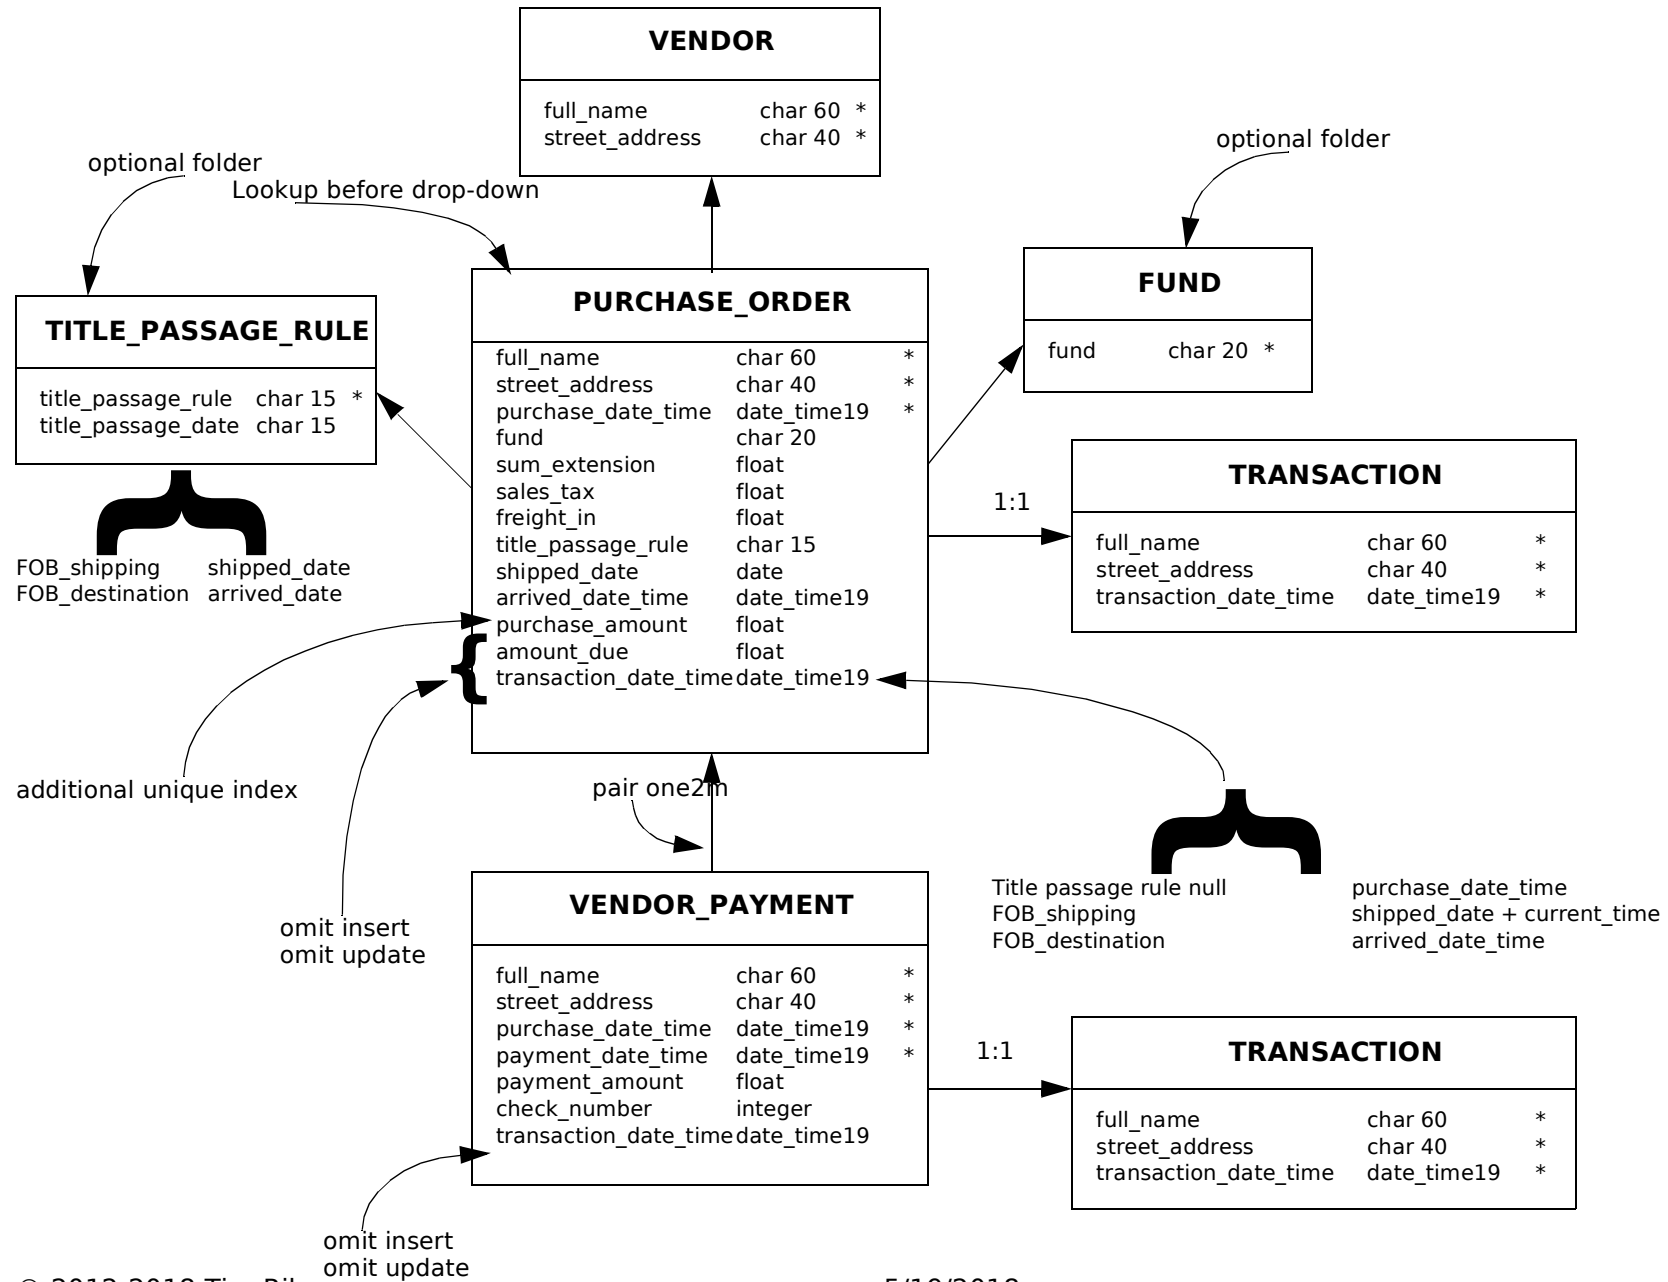 VENDOR
full_name char 60 *
street_address char 40 *
optional folder
optional folder
Lookup before drop-down
FUND
fund char 20 *
TITLE_PASSAGE_RULE
title_passage_rule char 15 *
title_passage_date char 15
FOB_shipping shipped_date
FOB_destination arrived_date
PURCHASE_ORDER
full_name char 60 *
street_address char 40 *
purchase_date_time date_time19 *
fund char 20
sum_extension float
sales_tax float
freight_in float
title_passage_rule char 15
shipped_date date
arrived_date_time date_time19
purchase_amount float
amount_due float
transaction_date_time date_time19
1:1
TRANSACTION
full_name char 60 *
street_address char 40 *
transaction_date_time date_time19 *
additional unique index
pair one2m
omit insert
omit update
Title passage rule null purchase_date_time
FOB_shipping shipped_date + current_time
FOB_destination arrived_date_time
VENDOR_PAYMENT
full_name char 60 *
street_address char 40 *
purchase_date_time date_time19 *
payment_date_time date_time19 *
payment_amount float
check_number integer
transaction_date_time date_time19
1:1
TRANSACTION
full_name char 60 *
street_address char 40 *
transaction_date_time date_time19 *
omit insert
omit update